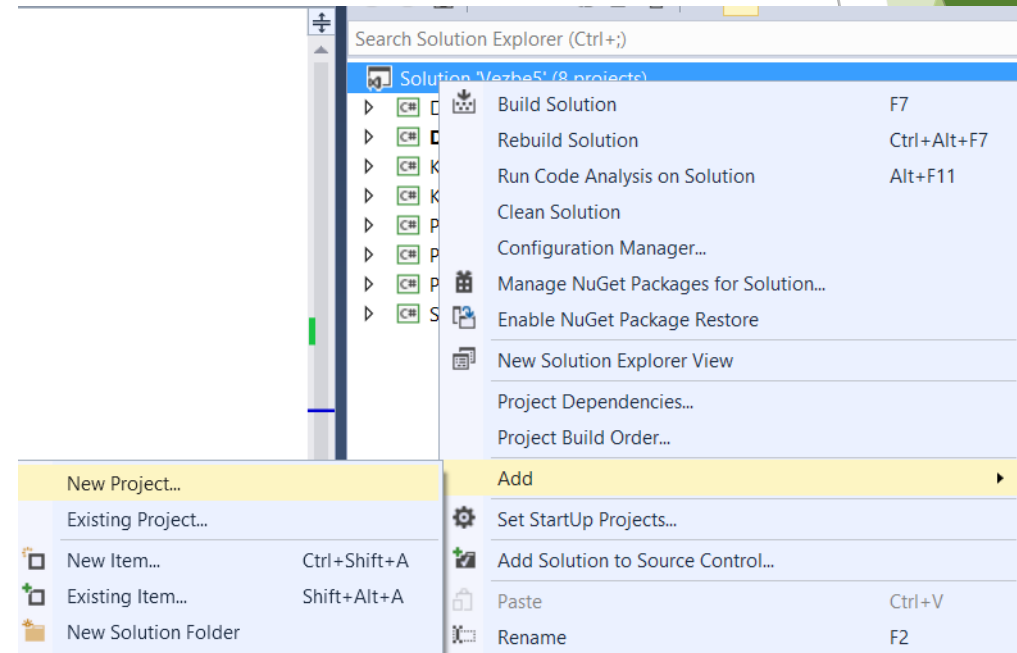 Search Solution Explorer (Ctrl+;)
Solution 'Vezbe5' (8 projects)
C# D
C# D
C# K
C# K
C# P
C# P
C# P
C# S
Build Solution F7
Rebuild Solution Ctrl+Alt+F7
Run Code Analysis on Solution Alt+F11
Clean Solution
Configuration Manager...
Manage NuGet Packages for Solution...
Enable NuGet Package Restore
New Solution Explorer View
Project Dependencies...
Project Build Order...
Add
Set StartUp Projects...
Add Solution to Source Control...
Paste Ctrl+V
Rename F2
New Project...
Existing Project...
New Item... Ctrl+Shift+A
Existing Item... Shift+Alt+A
New Solution Folder